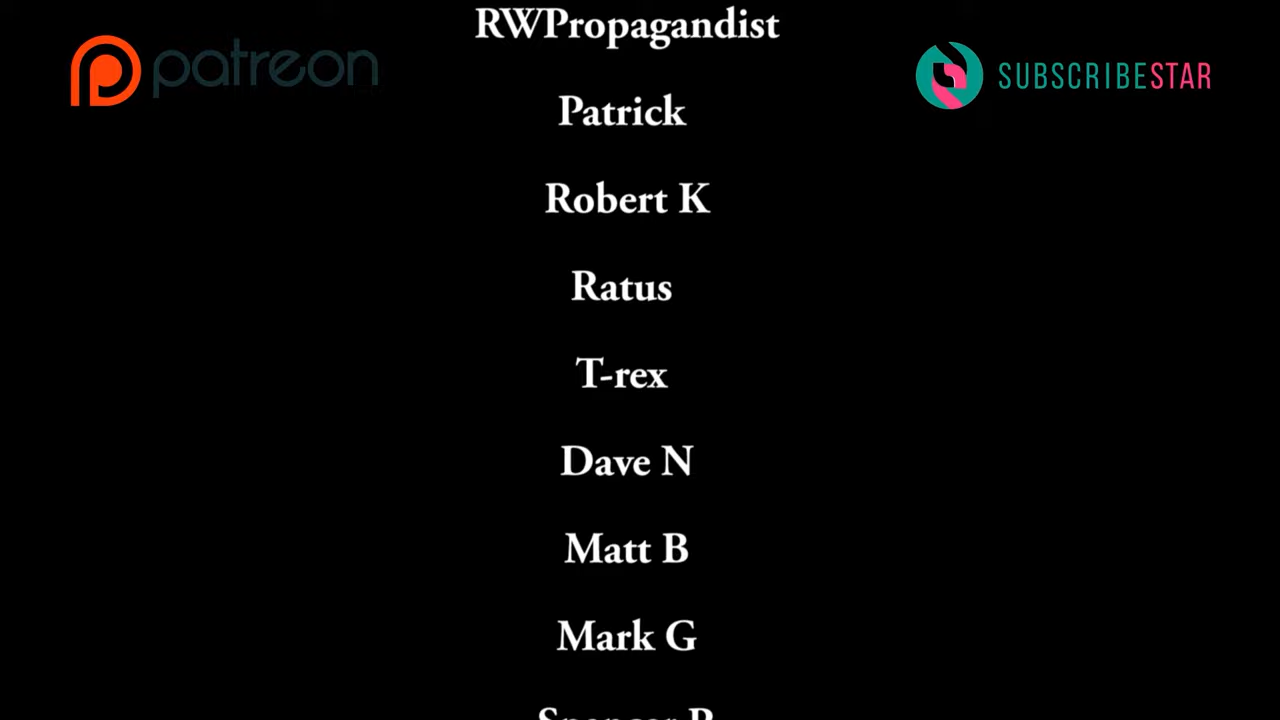 RWPropagandist
patreon
SUBSCRIBESTAR
Patrick
Robert K
Ratus
T-rex
Dave N
Matt B
Mark G